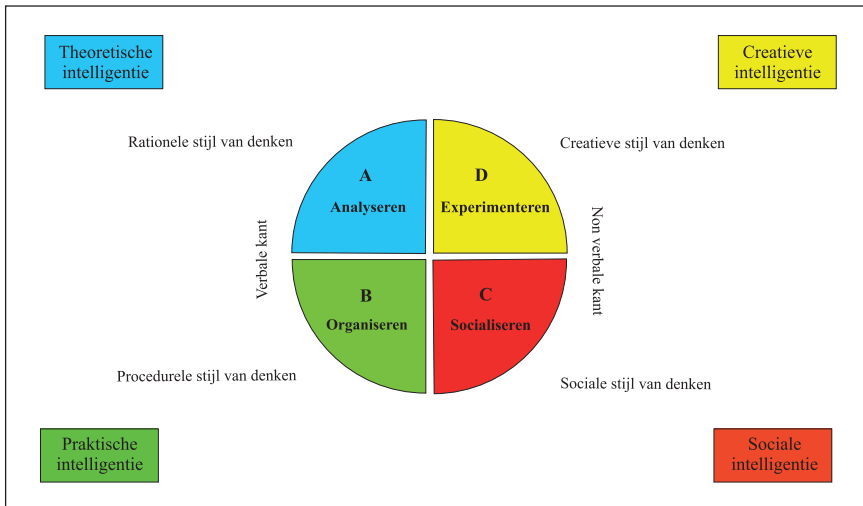 Theoretische
intelligentie
Creatieve
intelligentie
Rationele stijl van denken
Creatieve stijl van denken
A
Analyseren
D
Experimenteren
Verbale kant
Non verbale kant
B
Organiseren
C
Socialiseren
Procedurele stijl van denken
Sociale stijl van denken
Praktische
intelligentie
Sociale
intelligentie